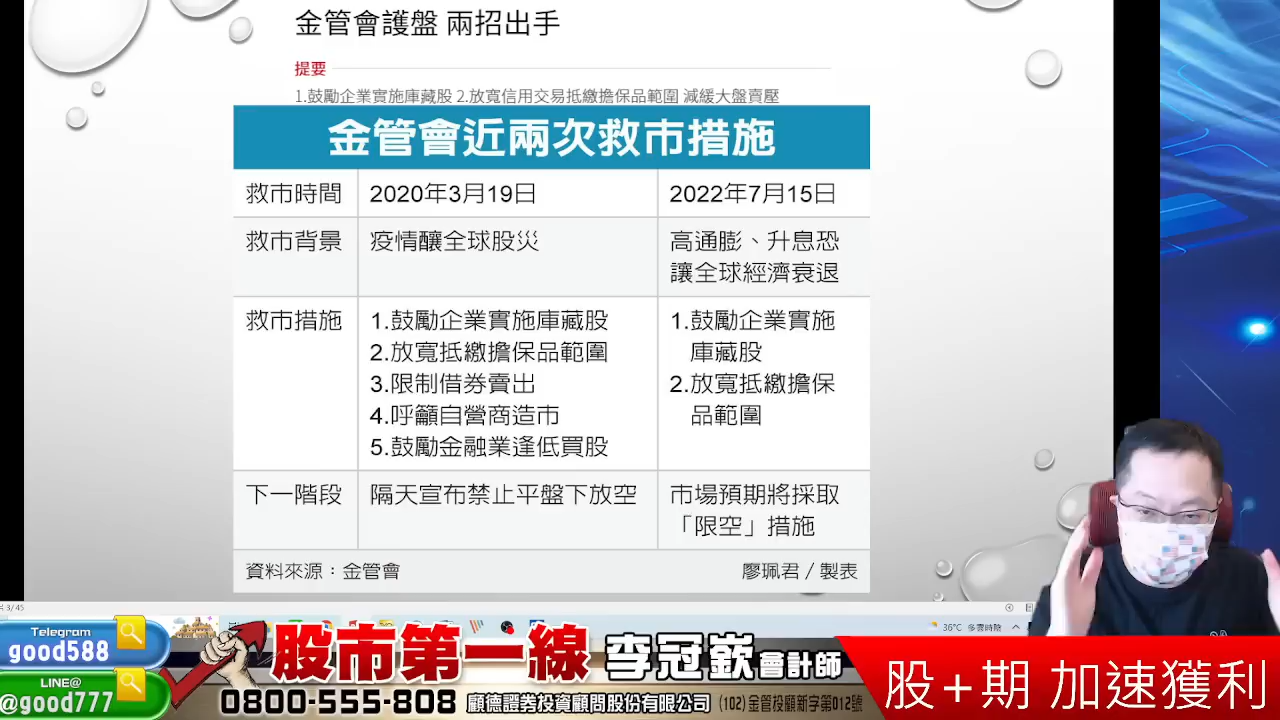 金管會護盤 兩招出手
提要
1.鼓勵企業實施庫藏股 2.放寬信用交易抵繳擔保品範圍 減緩大盤賣壓
金管會近兩次救市措施
救市時間 2020年3月19日 2022年7月15日
救市背景 疫情釀全球股災 高通膨、升息恐
讓全球經濟衰退
救市措施 1.鼓勵企業實施庫藏股 1.鼓勵企業實施
2.放寬抵繳擔保品範圍 庫藏股
3.限制借券賣出 2.放寬抵繳擔保
4.呼籲自營商造市 品範圍
5.鼓勵金融業逢低買股
下一階段 隔天宣布禁止平盤下放空 市場預期將採取
「限空」措施
資料來源：金管會 廖珮君／製表
3/45
36°C 多雲時陰
Telegram
good588
LINE@
@good777
股市第一線 李冠嶔會計師
0800-555-808 顧德證券投資顧問股份有限公司 (102)金管投顧新字第012號
股+期 加速獲利